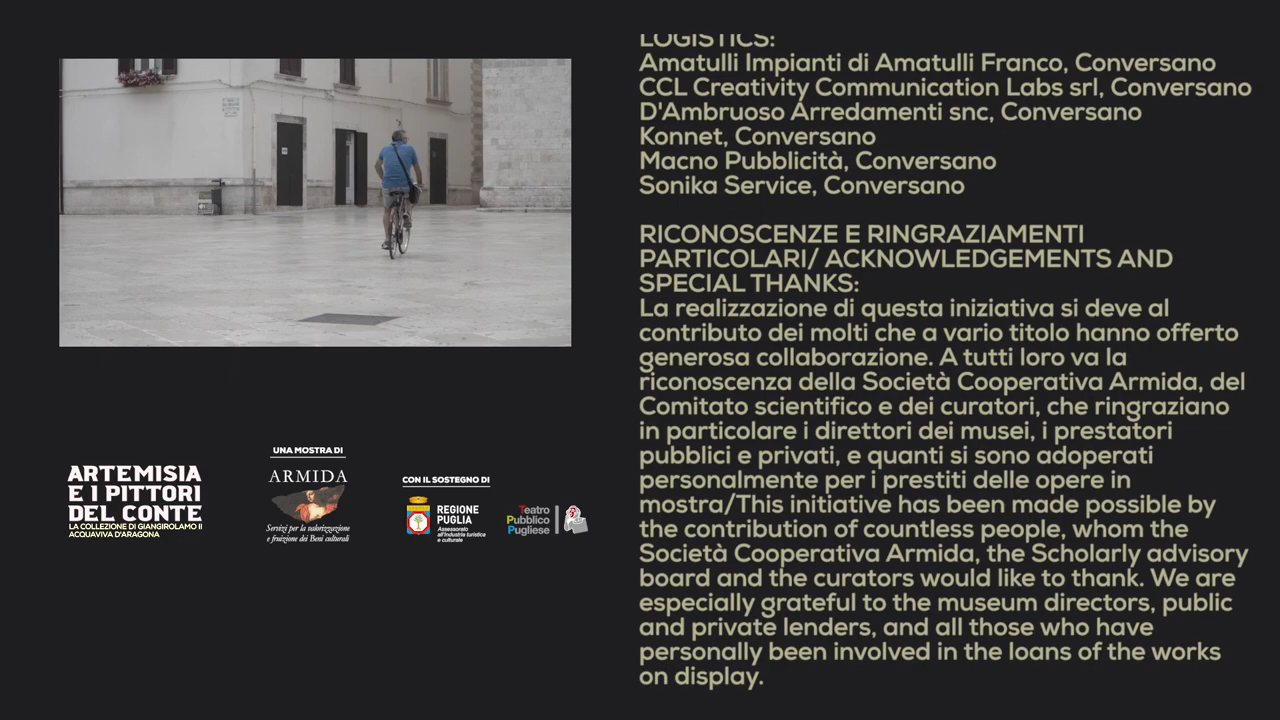 LOGISTICS:
Amatulli Impianti di Amatulli Franco, Conversano
CCL Creativity Communication Labs srl, Conversano
D'Ambruoso Arredamenti snc, Conversano
Konnet, Conversano
Macno Pubblicità, Conversano
Sonika Service, Conversano
RICONOSCENZE E RINGRAZIAMENTI
PARTICOLARI/ ACKNOWLEDGEMENTS AND
SPECIAL THANKS:
La realizzazione di questa iniziativa si deve al
contributo dei molti che a vario titolo hanno offerto
generosa collaborazione. A tutti loro va la
riconoscenza della Società Cooperativa Armida, del
Comitato scientifico e dei curatori, che ringraziano
in particolare i direttori dei musei, i prestatori
pubblici e privati, e quanti si sono adoperati
personalmente per i prestiti delle opere in
mostra/This initiative has been made possible by
the contribution of countless people, whom the
Società Cooperativa Armida, the Scholarly advisory
board and the curators would like to thank. We are
especially grateful to the museum directors, public
and private lenders, and all those who have
personally been involved in the loans of the works
on display.
ARTEMISIA
E I PITTORI
DEL CONTE
LA COLLEZIONE DI GIANGIROLAMO II
ACQUAVIVA D'ARAGONA
UNA MOSTRA DI
ARMIDA
Servizi per la valorizzazione
e fruizione dei Beni culturali
CON IL SOSTEGNO DI
REGIONE
PUGLIA
Assessorato
all'Industria turistica
e culturale
Teatro
Pubblico
Pugliese